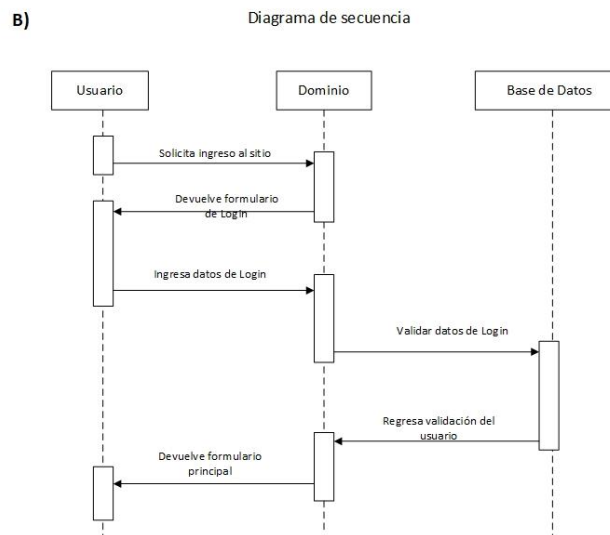 B)
Diagrama de secuencia
Usuario
Dominio
Base de Datos
Solicita ingreso al sitio
Devuelve formulario
de Login
Ingresa datos de Login
Validar datos de Login
Regresa validación del
usuario
Devuelve formulario
principal